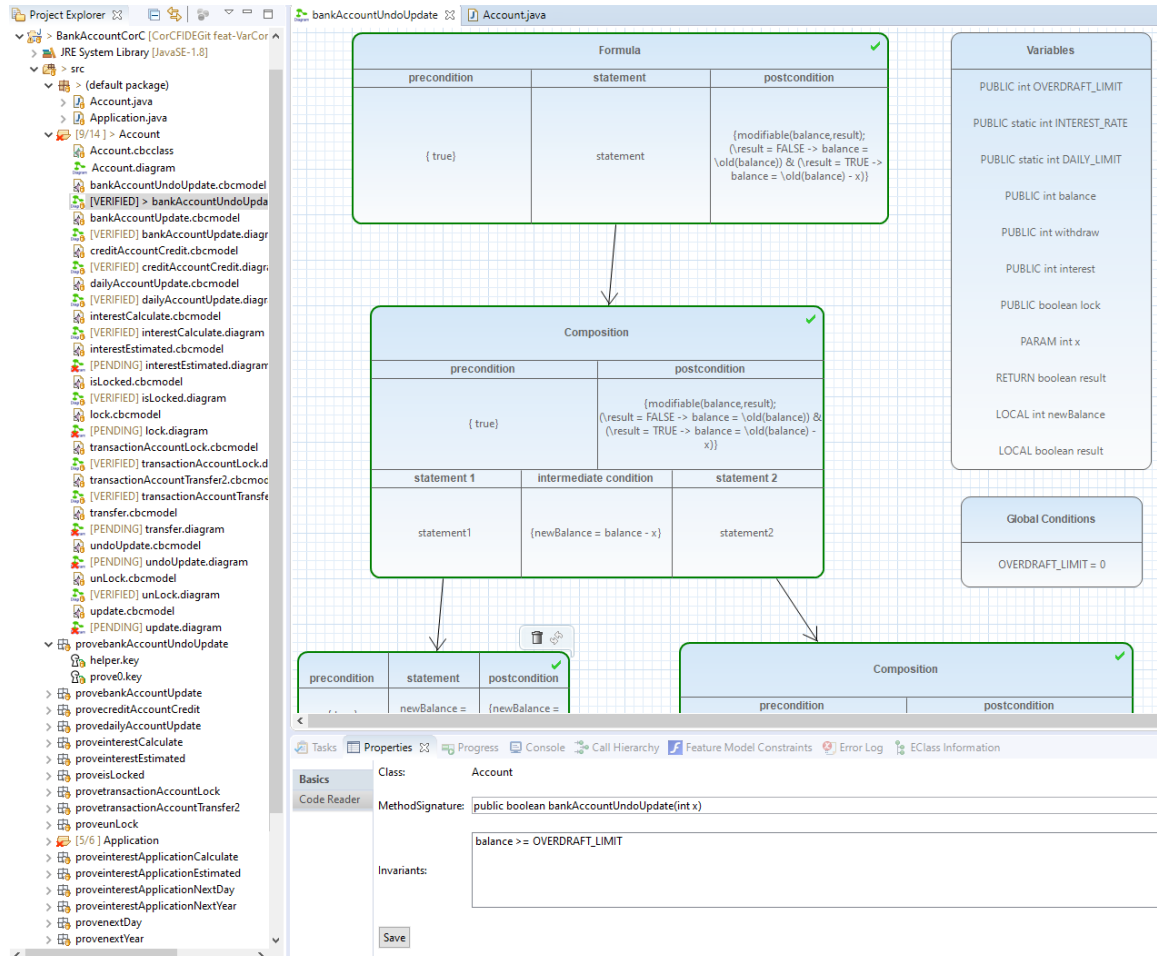 Project Explorer
> BankAccountCorC [CorCFIDEGit feat-VarCor
JRE System Library [JavaSE-1.8]
> src
> (default package)
Account.java
Application.java
[9/14 ] > Account
Account.cbcclass
Account.diagram
bankAccountUndoUpdate.cbcmodel
[VERIFIED] > bankAccountUndoUpda
bankAccountUpdate.cbcmodel
[VERIFIED] bankAccountUpdate.diagr
creditAccountCredit.cbcmodel
[VERIFIED] creditAccountCredit.diagra
dailyAccountUpdate.cbcmodel
[VERIFIED] dailyAccountUpdate.diagr
interestCalculate.cbcmodel
[VERIFIED] interestCalculate.diagram
interestEstimated.cbcmodel
[PENDING] interestEstimated.diagram
isLocked.cbcmodel
[VERIFIED] isLocked.diagram
lock.cbcmodel
[PENDING] lock.diagram
transactionAccountLock.cbcmodel
[VERIFIED] transactionAccountLock.d
transactionAccountTransfer2.cbcmoc
[VERIFIED] transactionAccountTransfe
transfer.cbcmodel
[PENDING] transfer.diagram
undoUpdate.cbcmodel
[PENDING] undoUpdate.diagram
unLock.cbcmodel
[VERIFIED] unLock.diagram
update.cbcmodel
[PENDING] update.diagram
provebankAccountUndoUpdate
helper.key
prove0.key
provebankAccountUpdate
provecreditAccountCredit
provedailyAccountUpdate
proveinterestCalculate
proveinterestEstimated
proveisLocked
provetransactionAccountLock
provetransactionAccountTransfer2
proveunLock
[5/6 ] Application
proveinterestApplicationCalculate
proveinterestApplicationEstimated
proveinterestApplicationNextDay
proveinterestApplicationNextYear
provenextDay
provenextYear
bankAccountUndoUpdate
Account.java
Formula
precondition statement postcondition
{ true}
statement
{modifiable(balance,result);
(\result = FALSE -> balance =
\old(balance)) & (\result = TRUE ->
balance = \old(balance) - x)}
Composition
precondition postcondition
{ true}
{modifiable(balance,result);
(\result = FALSE -> balance = \old(balance)) &
(\result = TRUE -> balance = \old(balance) -
x)}
statement 1 intermediate condition statement 2
statement1 {newBalance = balance - x} statement2
precondition statement postcondition
newBalance = {newBalance =
Composition
precondition postcondition
Variables
PUBLIC int OVERDRAFT_LIMIT
PUBLIC static int INTEREST_RATE
PUBLIC static int DAILY_LIMIT
PUBLIC int balance
PUBLIC int withdraw
PUBLIC int interest
PUBLIC boolean lock
PARAM int x
RETURN boolean result
LOCAL int newBalance
LOCAL boolean result
Global Conditions
OVERDRAFT_LIMIT = 0
Tasks Properties Progress Console Call Hierarchy Feature Model Constraints Error Log EClass Information
Basics
Code Reader
Class: Account
MethodSignature: public boolean bankAccountUndoUpdate(int x)
balance >= OVERDRAFT_LIMIT
Invariants:
Save